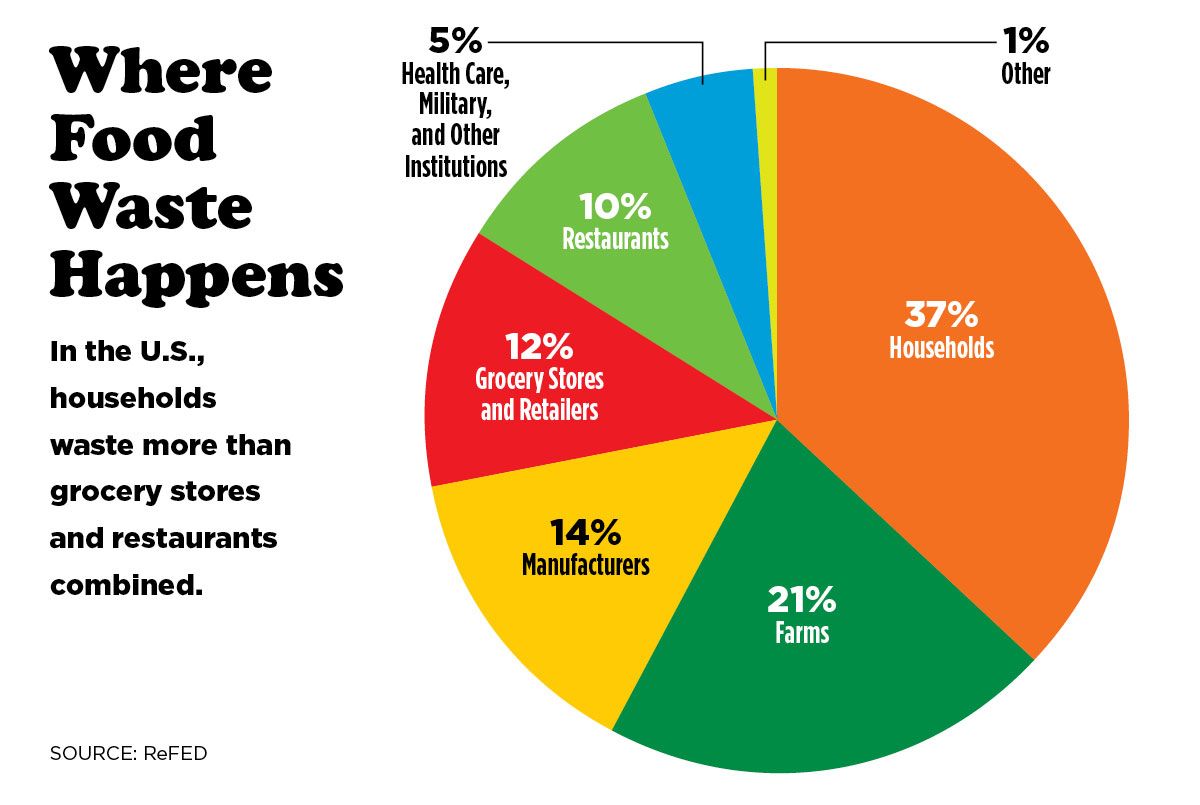 Where
Food
Waste
Happens
In the U.S.,
households
waste more than
grocery stores
and restaurants
combined.
SOURCE: ReFED
5%
Health Care,
Military,
and Other
Institutions
1%
Other
10%
Restaurants
37%
Households
12%
Grocery Stores
and Retailers
14%
Manufacturers
21%
Farms